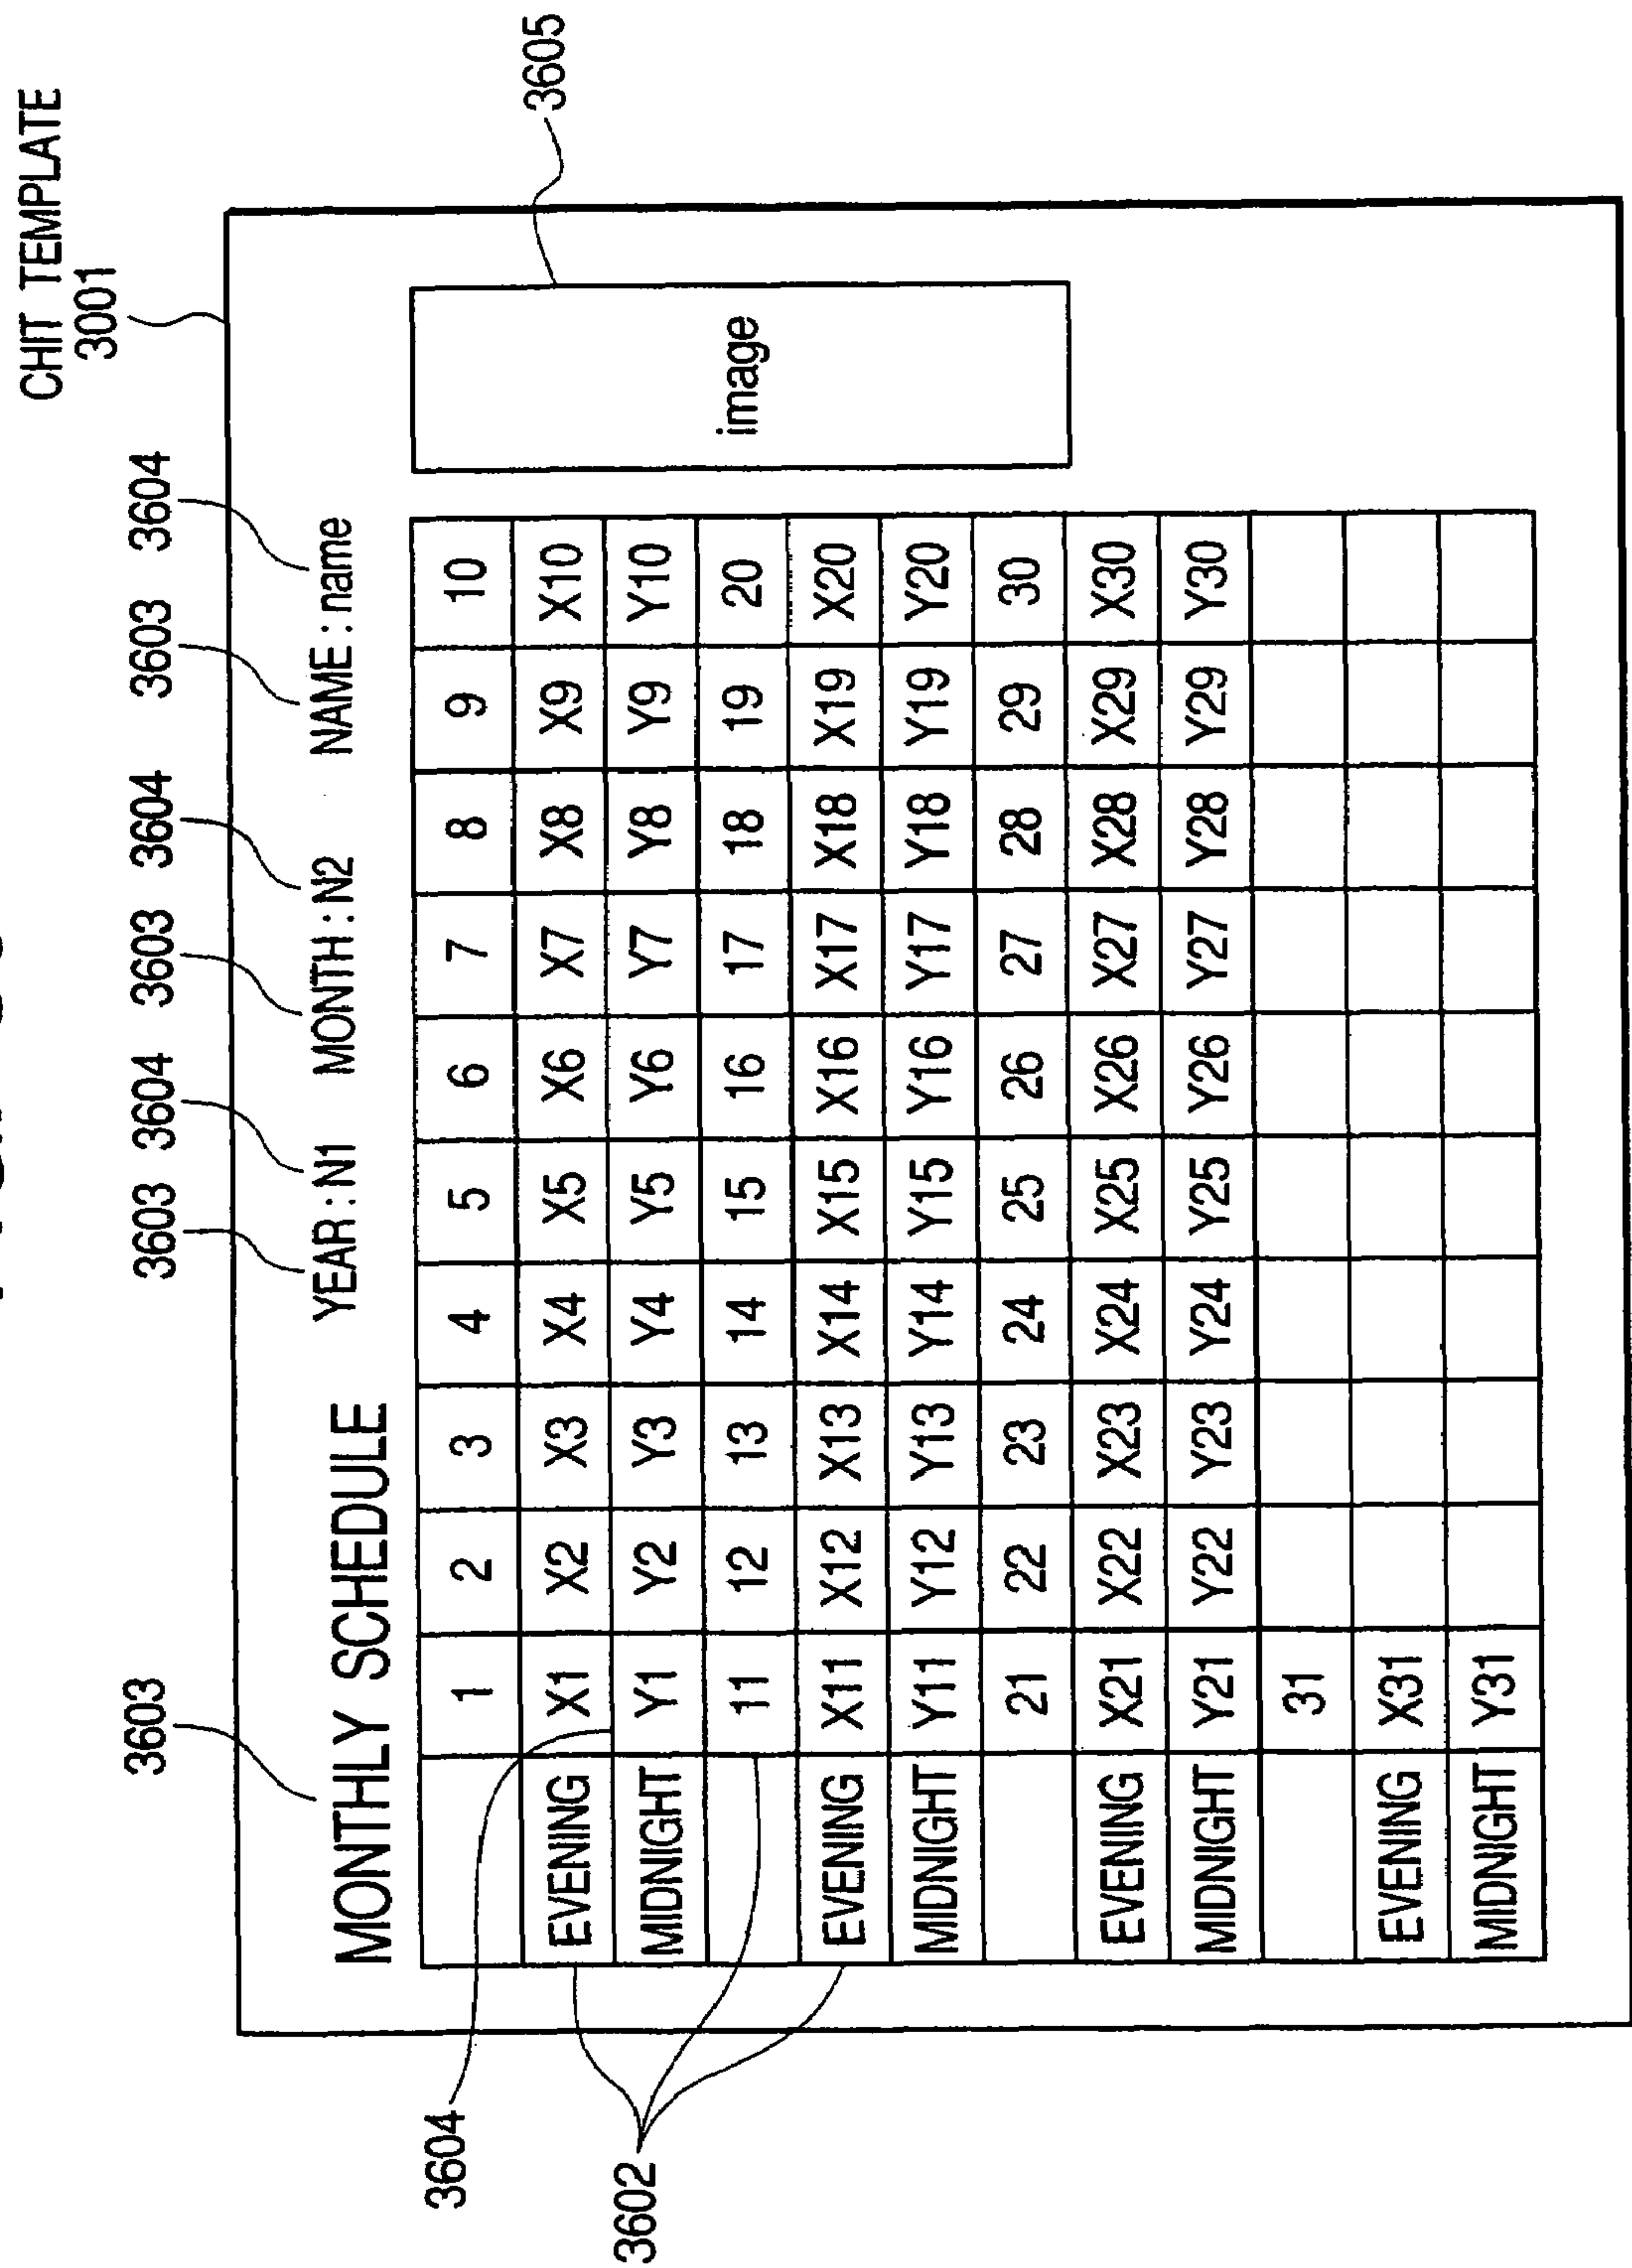 CHIT TEMPLATE
3001
3603 3603 3604 3603 3604 3603 3604
MONTHLY SCHEDULE YEAR : N1 MONTH : N2 NAME : name
3604
3602
1 2 3 4 5 6 7 8 9 10
EVENING X1 X2 X3 X4 X5 X6 X7 X8 X9 X10
MIDNIGHT Y1 Y2 Y3 Y4 Y5 Y6 Y7 Y8 Y9 Y10
11 12 13 14 15 16 17 18 19 20
EVENING X11 X12 X13 X14 X15 X16 X17 X18 X19 X20
MIDNIGHT Y11 Y12 Y13 Y14 Y15 Y16 Y17 Y18 Y19 Y20
21 22 23 24 25 26 27 28 29 30
EVENING X21 X22 X23 X24 X25 X26 X27 X28 X29 X30
MIDNIGHT Y21 Y22 Y23 Y24 Y25 Y26 Y27 Y28 Y29 Y30
31
EVENING X31
MIDNIGHT Y31
image
3605